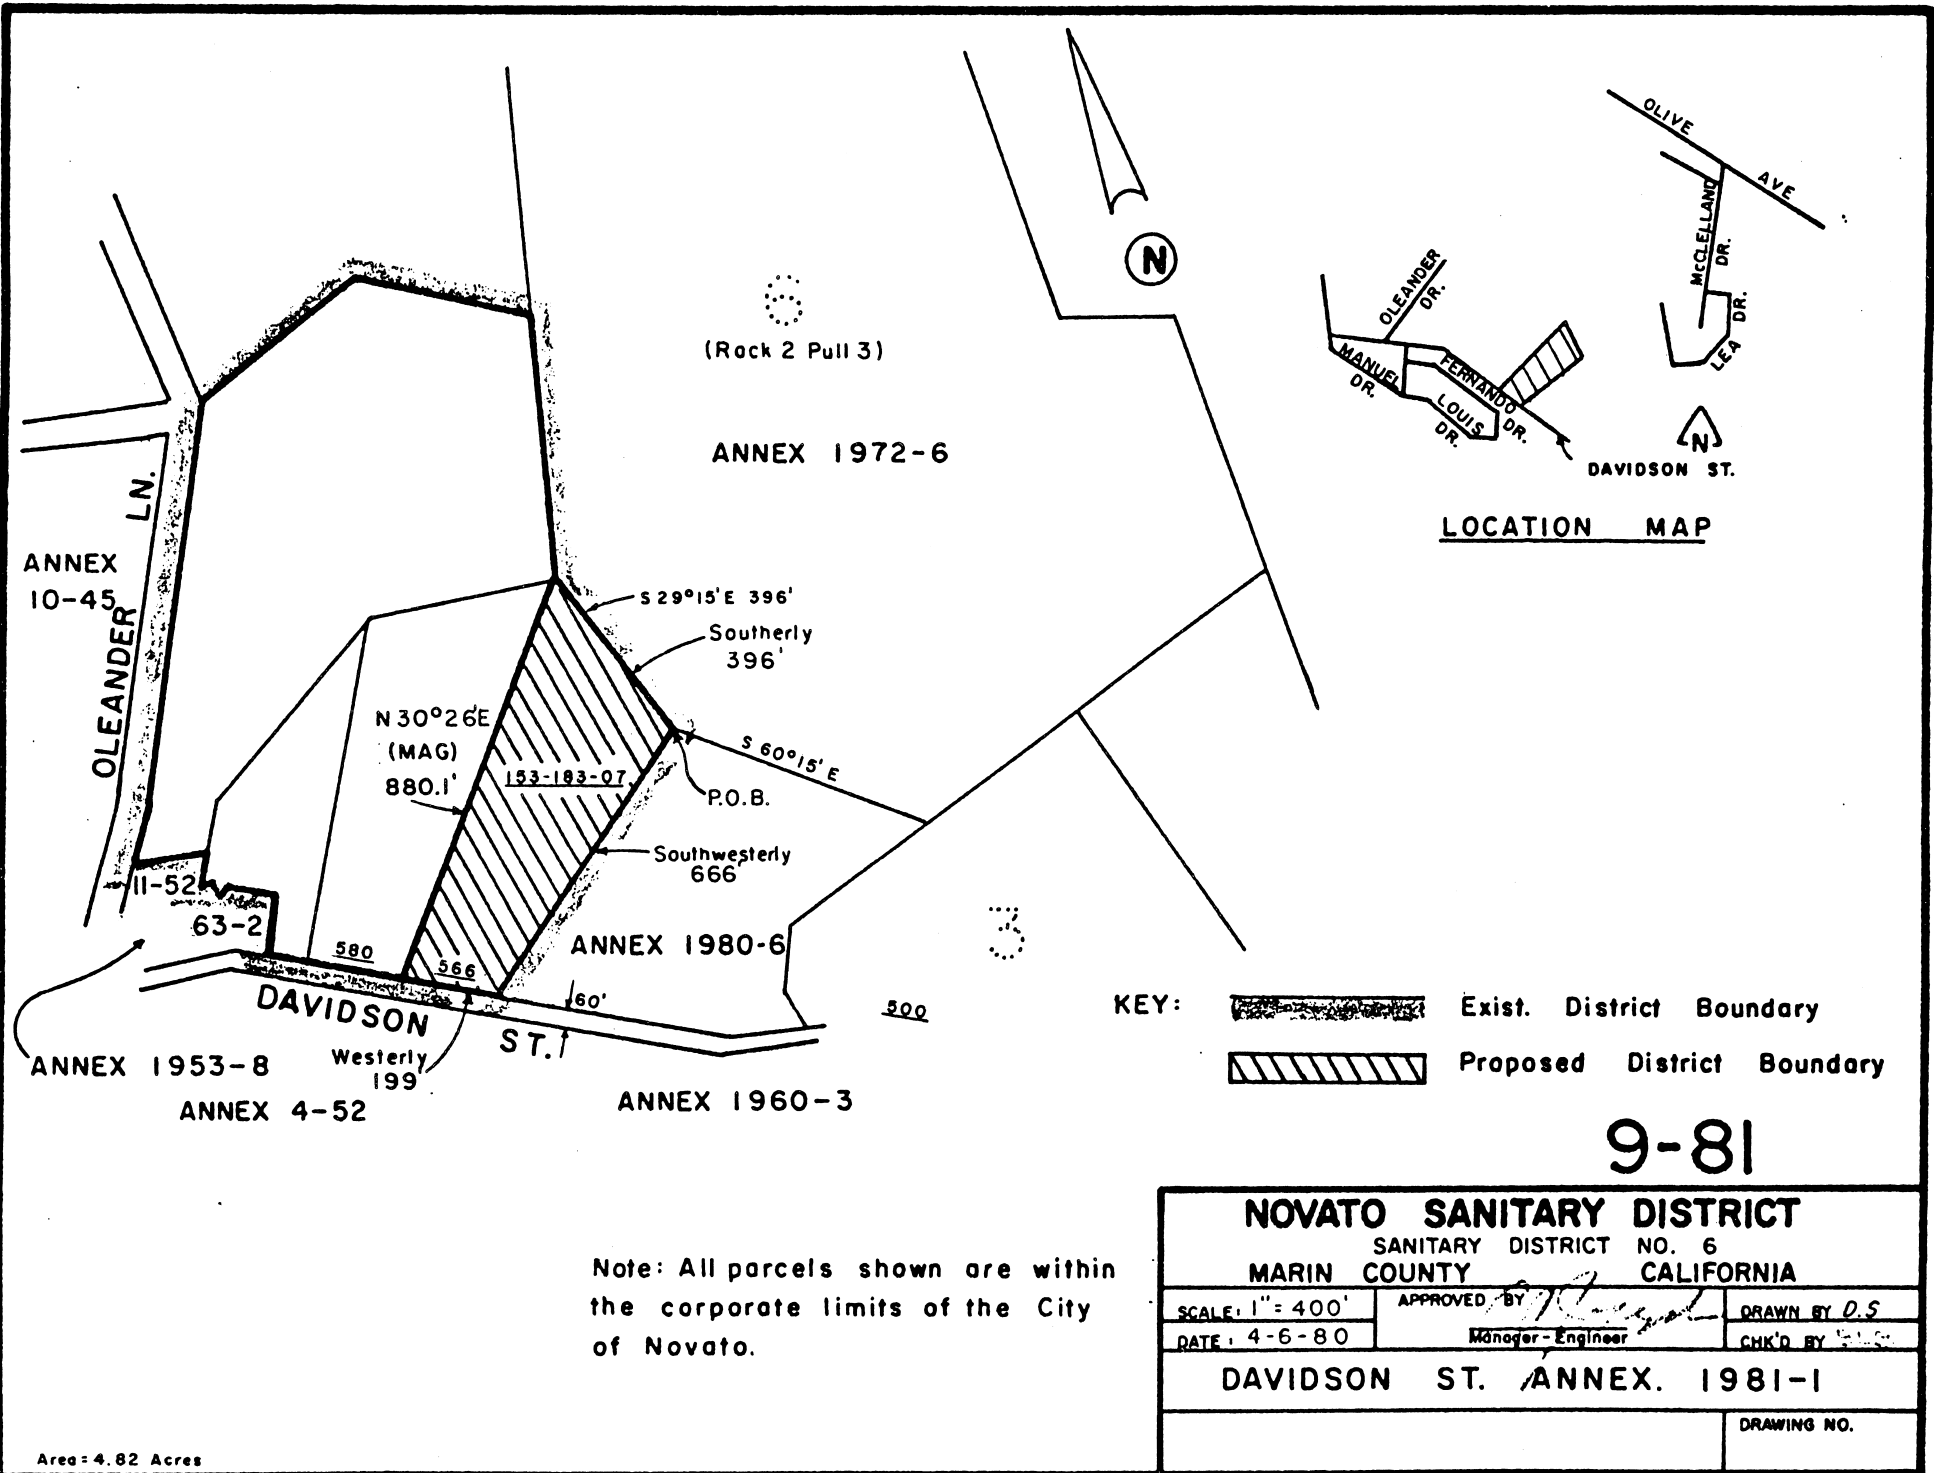 6
(Rack 2 Pull 3)
ANNEX 1972-6
N
OLIVE AVE
McCLELLAND DR.
LEA DR.
OLEANDER DR.
MANUEL DR.
FERNANDO DR.
LOUIS DR.
N
DAVIDSON ST.
LOCATION MAP
OLEANDER LN.
ANNEX
10-45
S 29°15'E 396'
Southerly
396'
N 30°26'E
(MAG)
880.1'
153-183-07
S 60°15' E
P.O.B.
Southwesterly
666'
11-52
63-2
580
566
ANNEX 1980-6
60'
3
500
DAVIDSON ST.
Westerly
199'
ANNEX 1953-8
ANNEX 4-52
ANNEX 1960-3
KEY:
Exist. District Boundary
Proposed District Boundary
9-81
NOVATO SANITARY DISTRICT
SANITARY DISTRICT NO. 6
MARIN COUNTY CALIFORNIA
SCALE: 1" = 400'
APPROVED BY
DRAWN BY D.S
DATE: 4-6-80
Manager-Engineer
CHK'D BY
DAVIDSON ST. ANNEX. 1981-1
DRAWING NO.
Note: All parcels shown are within
the corporate limits of the City
of Novato.
Area = 4.82 Acres